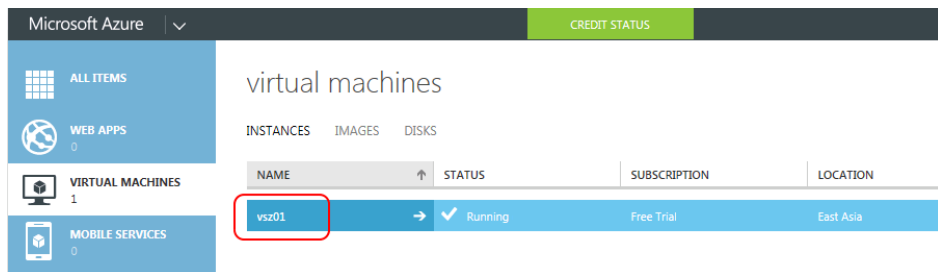 Microsoft Azure
CREDIT STATUS
ALL ITEMS
WEB APPS
0
VIRTUAL MACHINES
1
MOBILE SERVICES
0
virtual machines
INSTANCES IMAGES DISKS
NAME STATUS SUBSCRIPTION LOCATION
vsz01 Running Free Trial East Asia